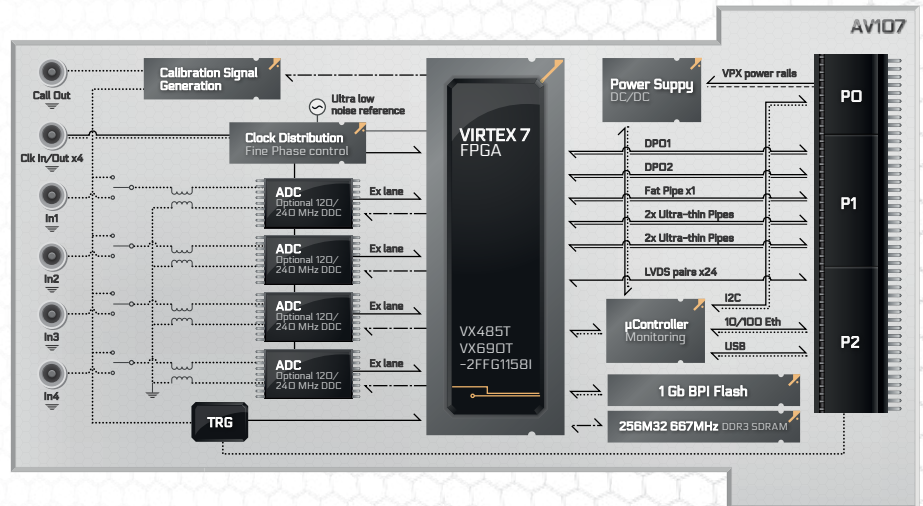 AV107
Call Out
Calibration Signal
Generation
Ultra low
noise reference
Clk In/Out x4
Clock Distribution
Fine Phase control
In1
In2
In3
In4
ADC
Optional 120/
240 MHz DDC
Ex lane
ADC
Optional 120/
240 MHz DDC
Ex lane
ADC
Optional 120/
240 MHz DDC
Ex lane
ADC
Optional 120/
240 MHz DDC
Ex lane
TRG
VIRTEX 7
FPGA
VX485T
VX690T
-2FFG1158I
Power Supply
DC/DC
VPX power rails
DPO1
DPO2
Fat Pipe x1
2x Ultra-thin Pipes
2x Ultra-thin Pipes
LVDS pairs x24
I2C
µController
Monitoring
10/100 Eth
USB
1 Gb BPI Flash
256M32 667MHz DDR3 SDRAM
P0
P1
P2